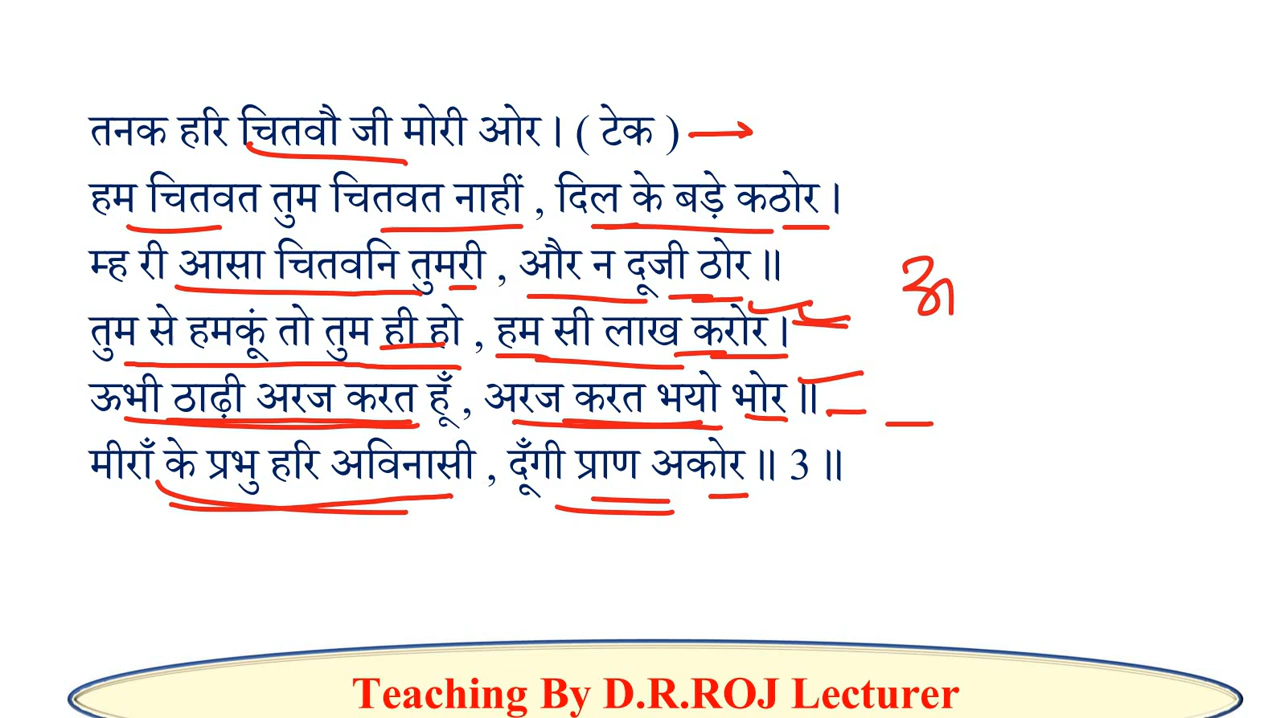 तनक हरि चितवौ जी मोरी ओर । ( टेक )
हम चितवत तुम चितवत नाहीं , दिल के बड़े कठोर ।
म्ह री आसा चितवनि तुमरी , और न दूजी ठोर ॥
तुम से हमकूं तो तुम ही हो , हम सी लाख करोर ।
ऊभी ठाढ़ी अरज करत हूँ , अरज करत भयो भोर ॥
मीराँ के प्रभु हरि अविनासी , दूँगी प्राण अकोर ॥ 3 ॥
Teaching By D.R.ROJ Lecturer